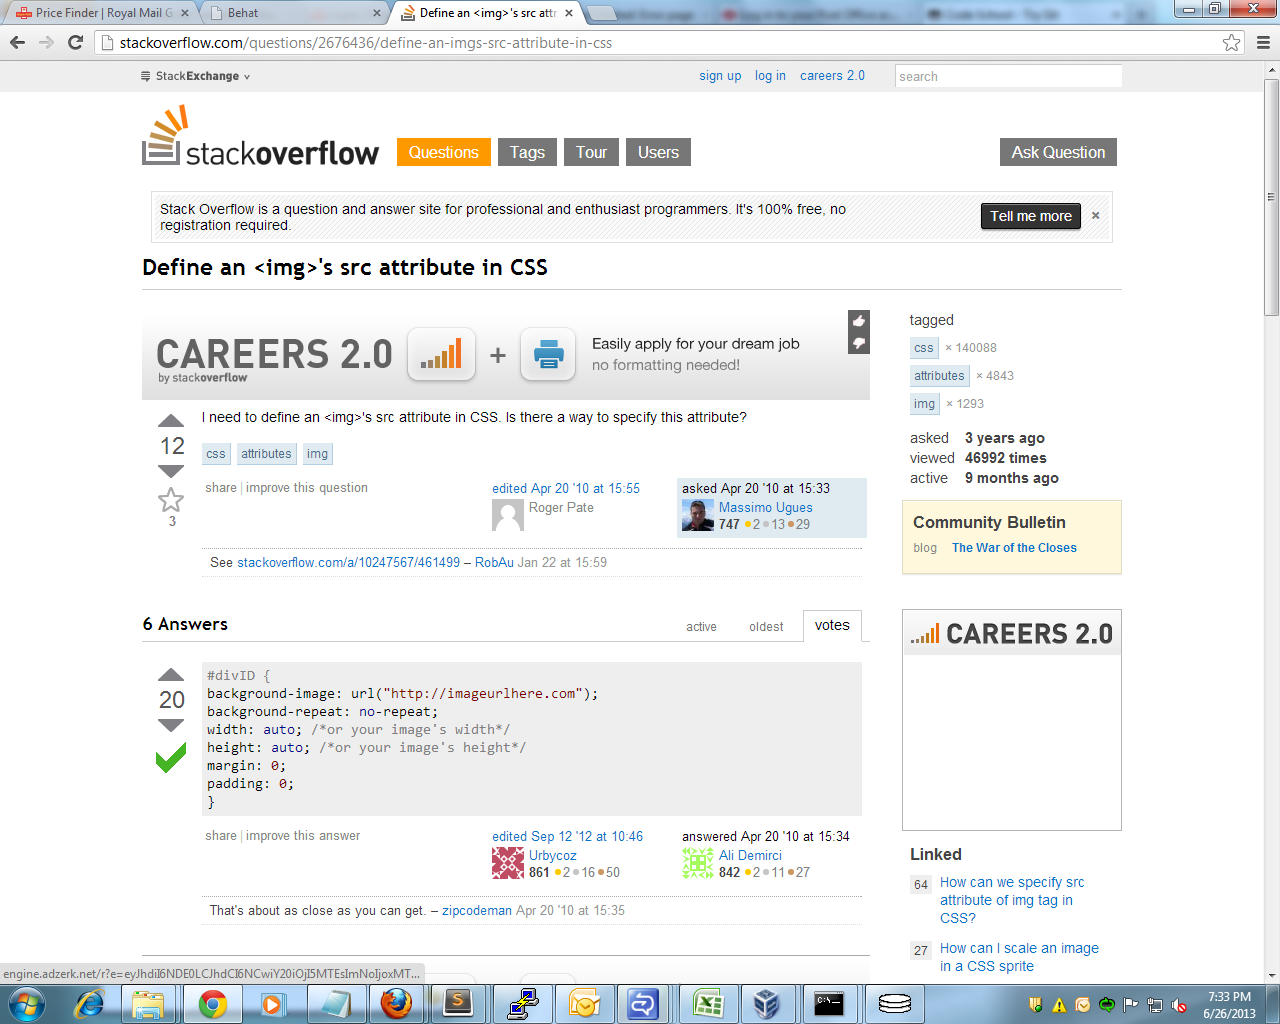 Price Finder | Royal Mail G
Behat
Define an <img>'s src attr
stackoverflow.com/questions/2676436/define-an-imgs-src-attribute-in-css
StackExchange
sign up log in careers 2.0 search
stackoverflow Questions Tags Tour Users Ask Question
Stack Overflow is a question and answer site for professional and enthusiast programmers. It's 100% free, no
registration required.
Tell me more ×
Define an <img>'s src attribute in CSS
CAREERS 2.0
by stackoverflow
+
Easily apply for your dream job
no formatting needed!
I need to define an <img>'s src attribute in CSS. Is there a way to specify this attribute?
12
css attributes img
share | improve this question
3
edited Apr 20 '10 at 15:55
Roger Pate
asked Apr 20 '10 at 15:33
Massimo Ugues
747 2 13 29
See stackoverflow.com/a/10247567/461499 – RobAu Jan 22 at 15:59
6 Answers
active oldest votes
20
#divID {
background-image: url("http://imageurlhere.com");
background-repeat: no-repeat;
width: auto; /*or your image's width*/
height: auto; /*or your image's height*/
margin: 0;
padding: 0;
}
share | improve this answer
edited Sep 12 '12 at 10:46
Urbycoz
861 2 16 50
answered Apr 20 '10 at 15:34
Ali Demirci
842 2 11 27
That's about as close as you can get. – zipcodeman Apr 20 '10 at 15:35
tagged
css × 140088
attributes × 4843
img × 1293
asked 3 years ago
viewed 46992 times
active 9 months ago
Community Bulletin
blog The War of the Closes
CAREERS 2.0
Linked
64 How can we specify src
attribute of img tag in
CSS?
27 How can I scale an image
in a CSS sprite
engine.adzerk.net/r?e=eyJhdiI6NDE0LCJhdCI6NCwiY20iOjI5MTEsImNoIjoxMT...
7:33 PM
6/26/2013